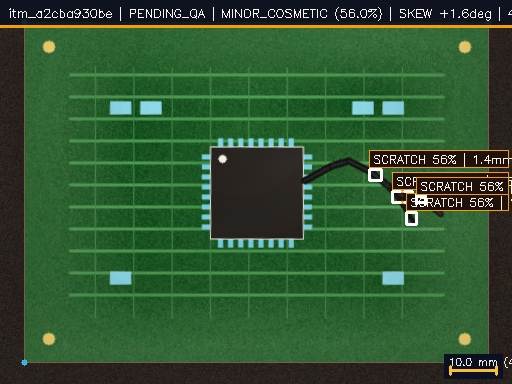 itm_a2cba930be | PENDING_QA | MINOR_COSMETIC (56.0%) | SKEW +1.6deg | 4
SCRATCH 56% | 1.4mm
SCRATCH 56%
SCRATCH 56% |
10.0 mm (4